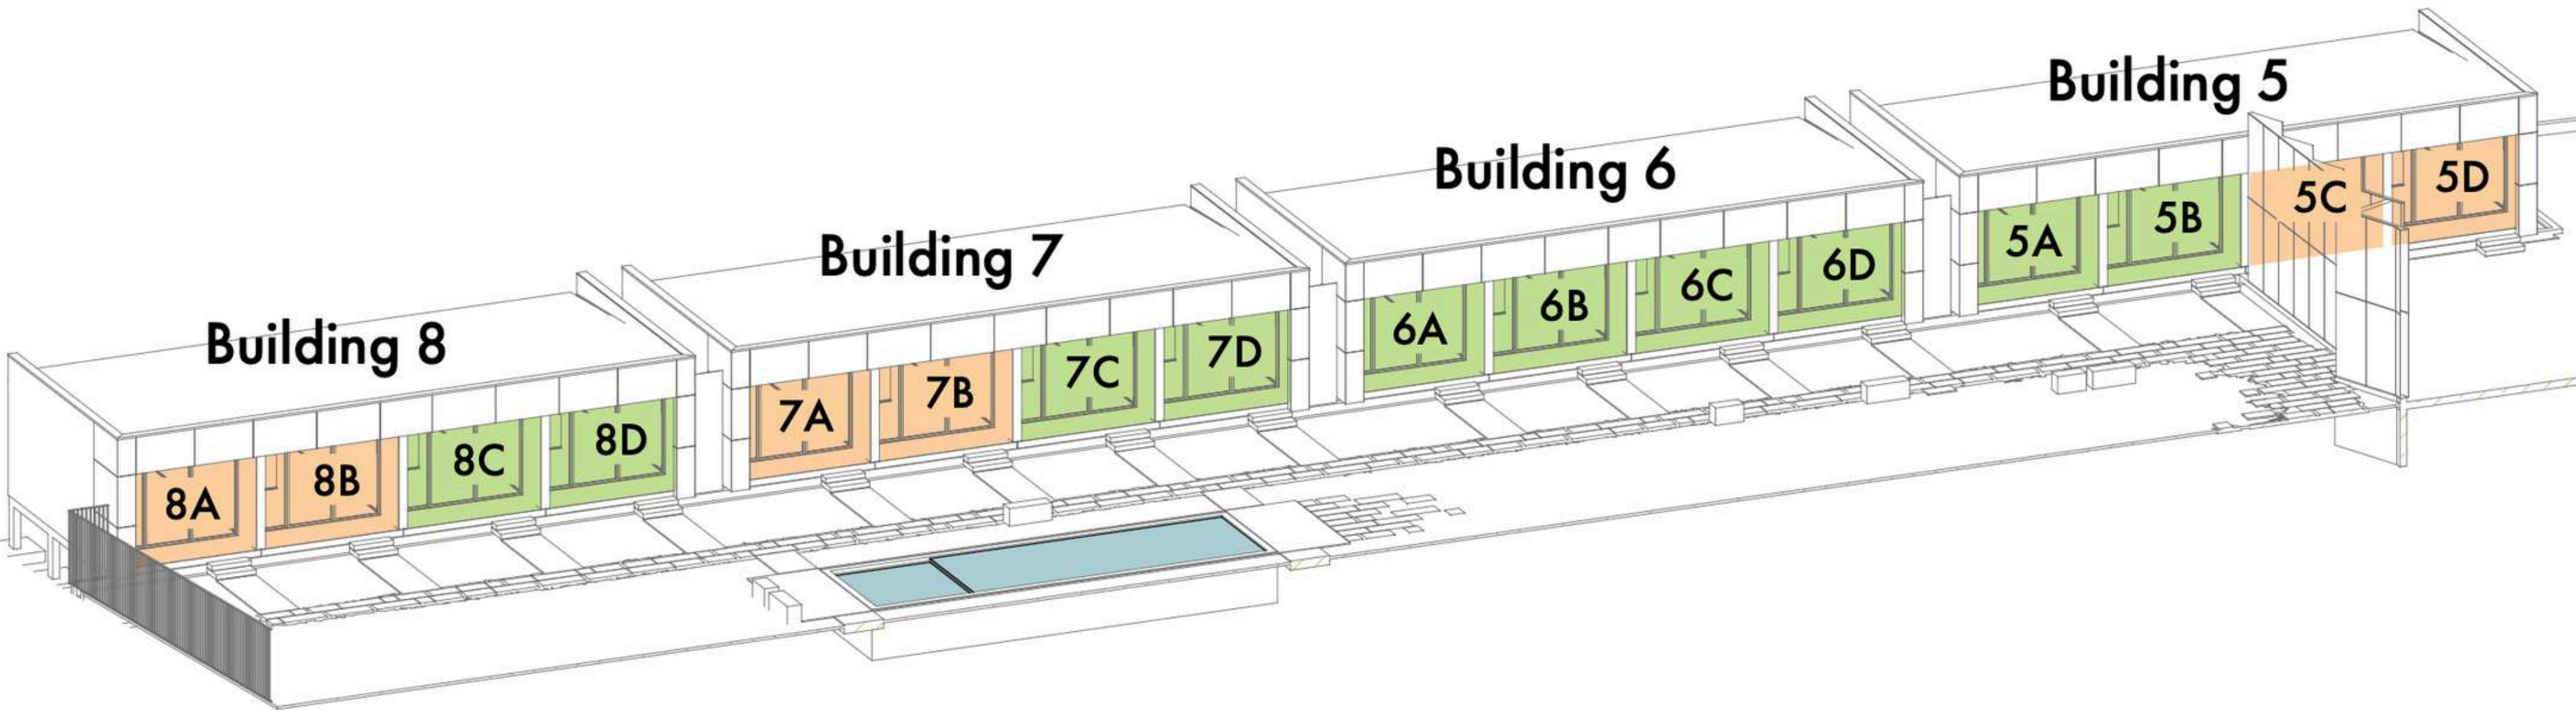 Building 8
8A
8B
8C
8D
Building 7
7A
7B
7C
7D
Building 6
6A
6B
6C
6D
Building 5
5A
5B
5C
5D